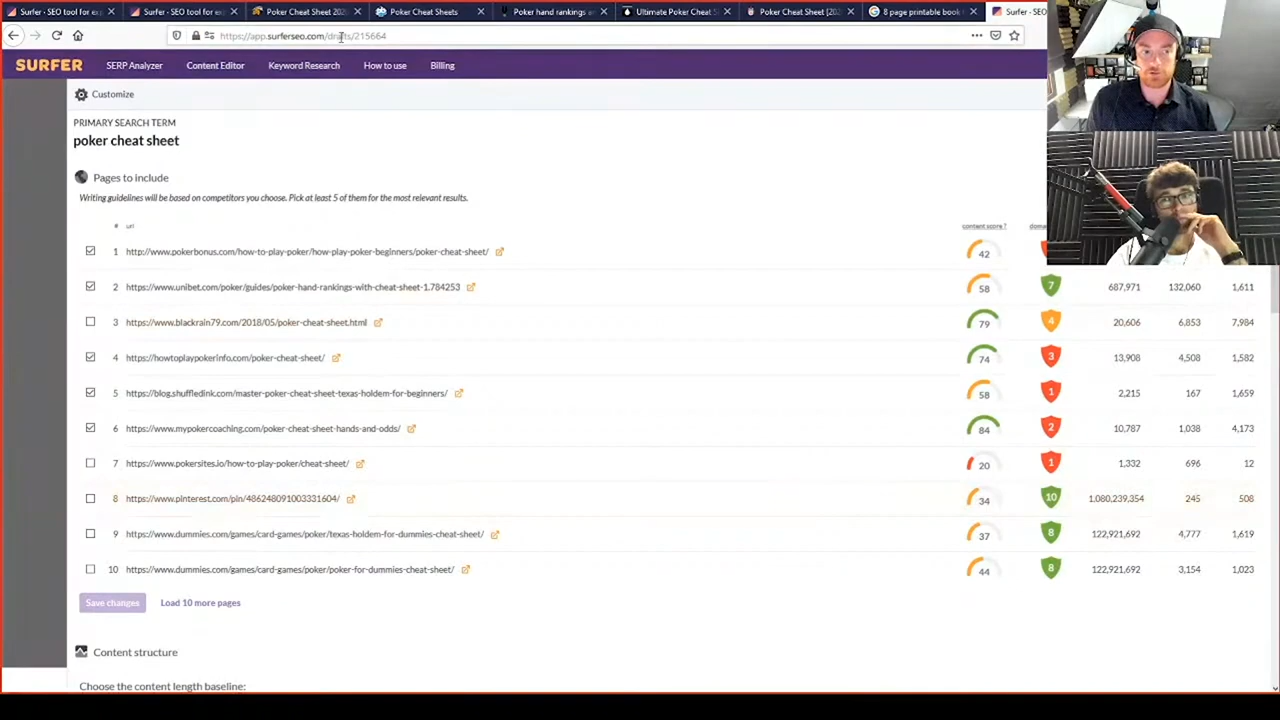 Surfer - SEO tool for ex
Surfer - SEO tool for ex
Poker Cheat Sheet 202
Poker Cheat Sheets
Poker hand rankings a
Ultimate Poker Cheat S
Poker Cheat Sheet [202
8 page printable book
Surfer - SEO
https://app.surferseo.com/drafts/215664
SURFER
SERP Analyzer
Content Editor
Keyword Research
How to use
Billing
Customize
PRIMARY SEARCH TERM
poker cheat sheet
Pages to include
Writing guidelines will be based on competitors you choose. Pick at least 5 of them for the most relevant results.
# url content score ? doma
1 http://www.pokerbonus.com/how-to-play-poker/how-play-poker-beginners/poker-cheat-sheet/ 42
2 https://www.unibet.com/poker/guides/poker-hand-rankings-with-cheat-sheet-1.784253 58 7 687,971 132,060 1,611
3 https://www.blackrain79.com/2018/05/poker-cheat-sheet.html 79 4 20,606 6,853 7,984
4 https://howtoplaypokerinfo.com/poker-cheat-sheet/ 74 3 13,908 4,508 1,582
5 https://blog.shuffledink.com/master-poker-cheat-sheet-texas-holdem-for-beginners/ 58 1 2,215 167 1,659
6 https://www.mypokercoaching.com/poker-cheat-sheet-hands-and-odds/ 84 2 10,787 1,038 4,173
7 https://www.pokersites.io/how-to-play-poker/cheat-sheet/ 20 1 1,332 696 12
8 https://www.pinterest.com/pin/486248091003331604/ 34 10 1,080,239,354 245 508
9 https://www.dummies.com/games/card-games/poker/texas-holdem-for-dummies-cheat-sheet/ 37 8 122,921,692 4,777 1,619
10 https://www.dummies.com/games/card-games/poker/poker-for-dummies-cheat-sheet/ 44 8 122,921,692 3,154 1,023
Save changes
Load 10 more pages
Content structure
Choose the content length baseline: